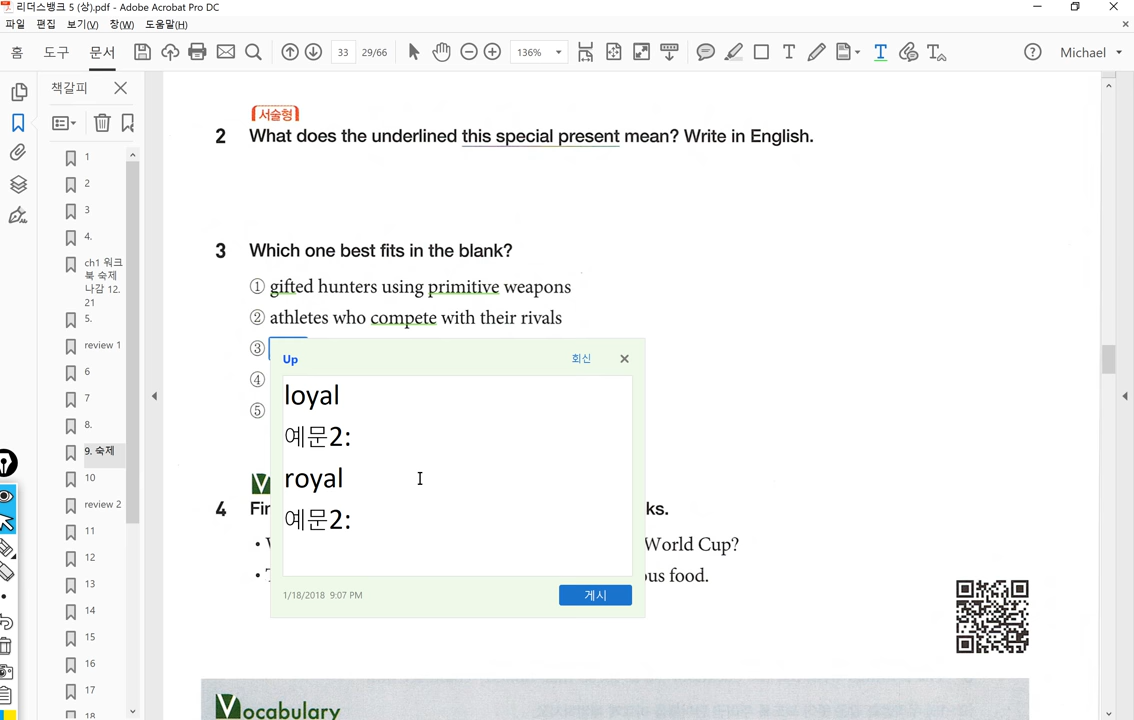 리더스뱅크 5 (상).pdf - Adobe Acrobat Pro DC
파일 편집 보기(V) 창(W) 도움말(H)
홈 도구 문서 33 29/66 136% Michael
책갈피
1
2
3
4.
ch1 워크
북 숙제
나감 12.
21
5.
review 1
6
7
8.
9. 숙제
10
review 2
11
12
13
14
15
16
17
18
서술형
2 What does the underlined this special present mean? Write in English.
3 Which one best fits in the blank?
① gifted hunters using primitive weapons
② athletes who compete with their rivals
③
④
⑤
Up 회신
loyal
예문2:
royal
예문2:
1/18/2018 9:07 PM 게시
V
4 ks.
• World Cup?
• ous food.
Vocabulary